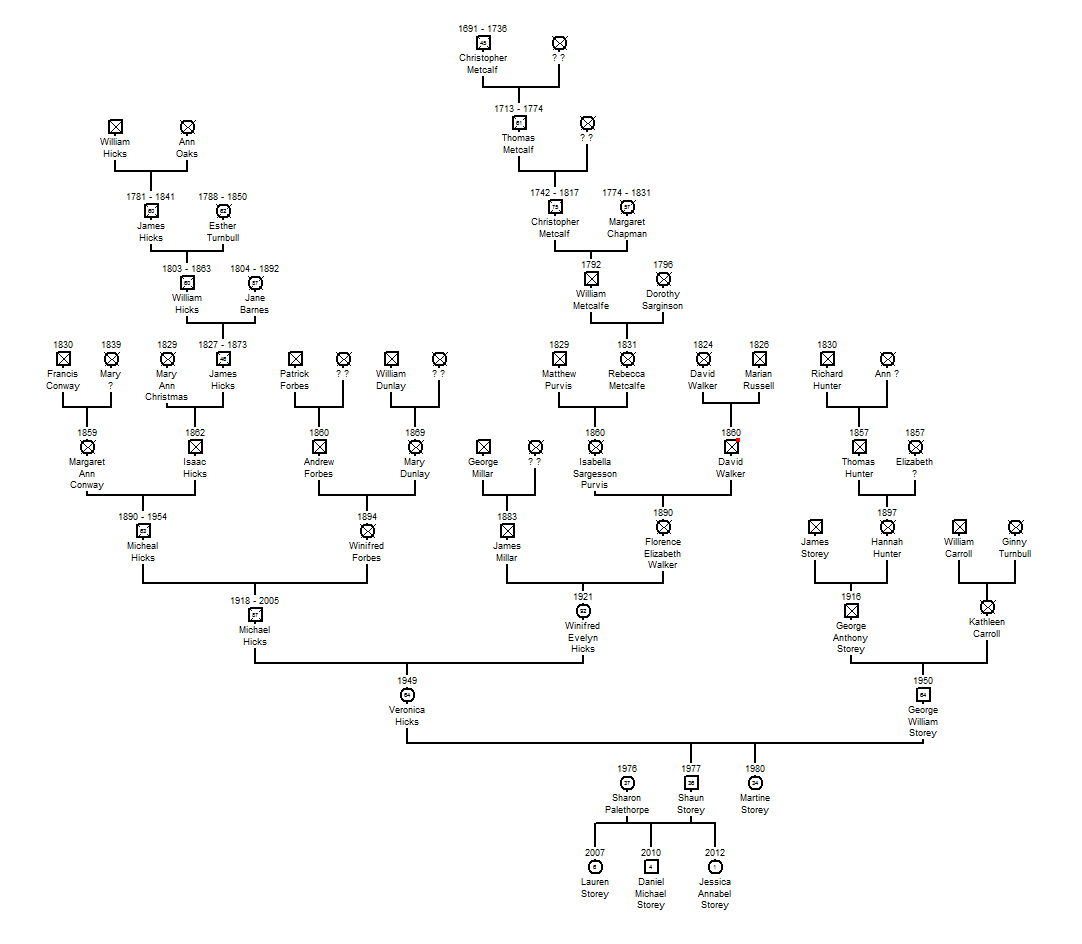 1691 - 1736
45
Christopher
Metcalf
? ?
1713 - 1774
61
Thomas
Metcalf
? ?
William
Hicks
Ann
Oaks
1781 - 1841
60
James
Hicks
1788 - 1850
62
Esther
Turnbull
1742 - 1817
75
Christopher
Metcalf
1774 - 1831
57
Margaret
Chapman
1803 - 1863
60
William
Hicks
1804 - 1892
87
Jane
Barnes
1792
William
Metcalfe
1796
Dorothy
Sarginson
1830
Francis
Conway
1839
Mary
?
1829
Mary
Ann
Christmas
1827 - 1873
46
James
Hicks
Patrick
Forbes
? ?
William
Dunlay
? ?
1829
Matthew
Purvis
1831
Rebecca
Metcalfe
1824
David
Walker
1826
Marian
Russell
1830
Richard
Hunter
Ann ?
1859
Margaret
Ann
Conway
1862
Isaac
Hicks
1860
Andrew
Forbes
1869
Mary
Dunlay
George
Millar
? ?
1860
Isabella
Sargesson
Purvis
1860
David
Walker
1857
Thomas
Hunter
1857
Elizabeth
?
1890 - 1954
63
Micheal
Hicks
1894
Winifred
Forbes
1883
James
Millar
1890
Florence
Elizabeth
Walker
James
Storey
1897
Hannah
Hunter
William
Carroll
Ginny
Turnbull
1918 - 2005
87
Michael
Hicks
1921
92
Winifred
Evelyn
Hicks
1916
George
Anthony
Storey
Kathleen
Carroll
1949
64
Veronica
Hicks
1950
64
George
William
Storey
1976
37
Sharon
Palethorpe
1977
36
Shaun
Storey
1980
34
Martine
Storey
2007
6
Lauren
Storey
2010
4
Daniel
Michael
Storey
2012
1
Jessica
Annabel
Storey